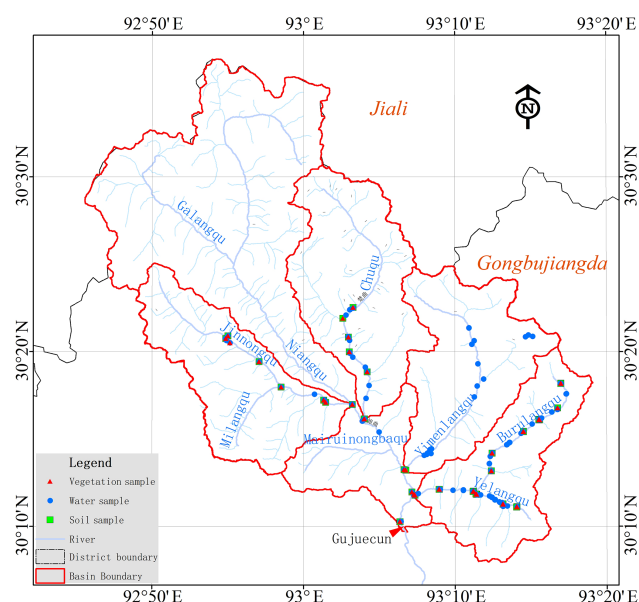 92°50′E 93°E 93°10′E 93°20′E
Jiali
N
30°30′N 30°30′N
Galangqu
Gongbujiangda
Chuqu
30°20′N 30°20′N
Jinnongqu
Niangqu
Milangqu
Mairuinongbaqu
Yimenlangqu
Burulangqu
Yelangqu
30°10′N 30°10′N
Gujuecun
Legend
Vegetation sample
Water sample
Soil sample
River
District boundary
Basin Boundary
92°50′E 93°E 93°10′E 93°20′E